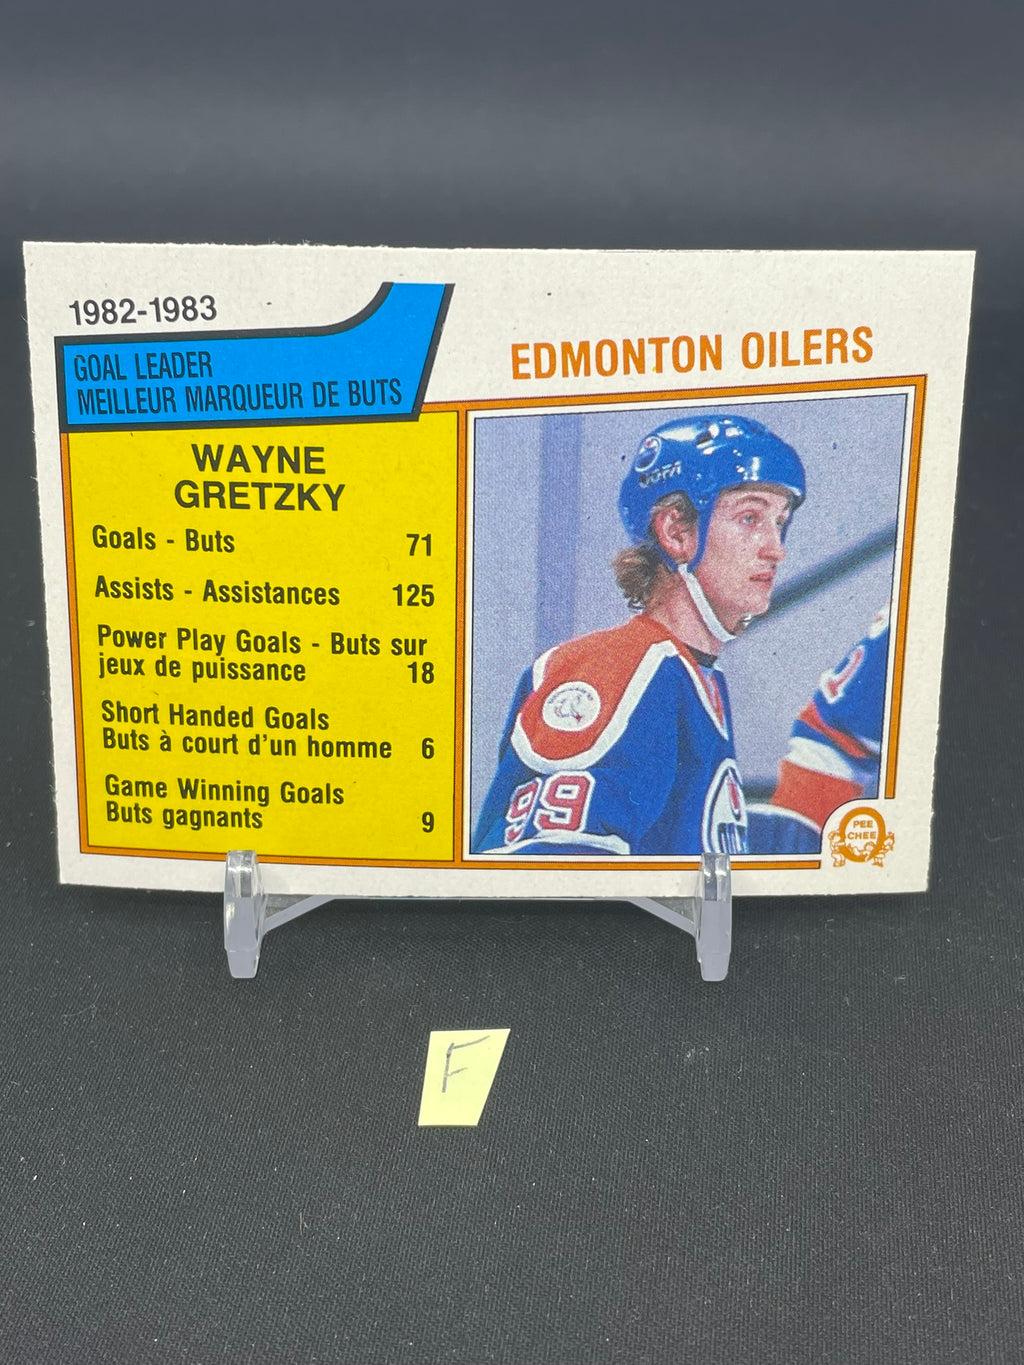 1982-1983
GOAL LEADER
MEILLEUR MARQUEUR DE BUTS
EDMONTON OILERS
WAYNE
GRETZKY
Goals - Buts 71
Assists - Assistances 125
Power Play Goals - Buts sur
jeux de puissance 18
Short Handed Goals
Buts à court d'un homme 6
Game Winning Goals
Buts gagnants 9
99
PEE
CHEE
F